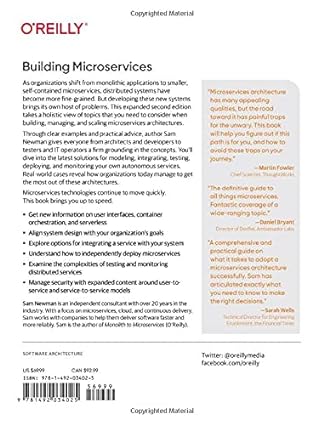 Copyrighted Material
O'REILLY®
Building Microservices
As organizations shift from monolithic applications to smaller,
self-contained microservices, distributed systems have
become more fine-grained. But developing these new systems
brings its own host of problems. This expanded second edition
takes a holistic view of topics that you need to consider when
building, managing, and scaling microservices architectures.
Through clear examples and practical advice, author Sam
Newman gives everyone from architects and developers to
testers and IT operators a firm grounding in the concepts. You'll
dive into the latest solutions for modeling, integrating, testing,
deploying, and monitoring your own autonomous services.
Real-world cases reveal how organizations today manage to get
the most out of these architectures.
Microservices technologies continue to move quickly.
This book brings you up to speed.
• Get new information on user interfaces, container
orchestration, and serverless
• Align system design with your organization's goals
• Explore options for integrating a service with your system
• Understand how to independently deploy microservices
• Examine the complexities of testing and monitoring
distributed services
• Manage security with expanded content around user-to-
service and service-to-service models
Sam Newman is an independent consultant with over 20 years in the
industry. With a focus on microservices, cloud, and continuous delivery,
Sam works with companies to help them deliver software faster and
more reliably. Sam is the author of Monolith to Microservices (O'Reilly).
"Microservices architecture
has many appealing
qualities, but the road
toward it has painful traps
for the unwary. This book
will help you figure out if this
path is for you, and how to
avoid those traps on your
journey."
—Martin Fowler
Chief Scientist, ThoughtWorks
"The definitive guide to
all things microservices.
Fantastic coverage of a
wide-ranging topic."
—Daniel Bryant
Director of DevRel, Ambassador Labs
"A comprehensive and
practical guide on
what it takes to adopt a
microservices architecture
successfully. Sam has
articulated exactly what
you need to know to make
the right decisions."
—Sarah Wells
Technical Director for Engineering
Enablement, the Financial Times
SOFTWARE ARCHITECTURE
US $69.99 CAN $92.99
ISBN: 978-1-492-03402-5
56999
9 781492 034025
Twitter: @oreillymedia
facebook.com/oreilly
Copyrighted Material